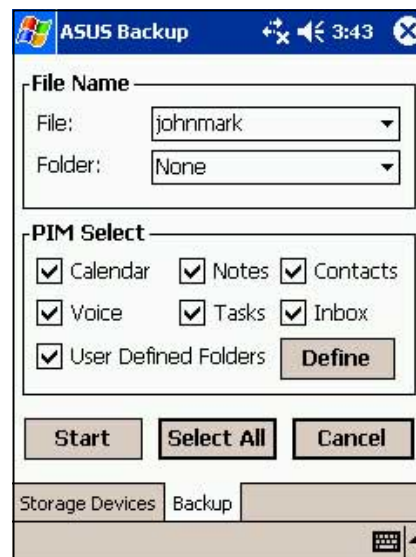 ASUS Backup 3:43
File Name
File: johnmark
Folder: None
PIM Select
Calendar Notes Contacts
Voice Tasks Inbox
User Defined Folders Define
Start Select All Cancel
Storage Devices Backup